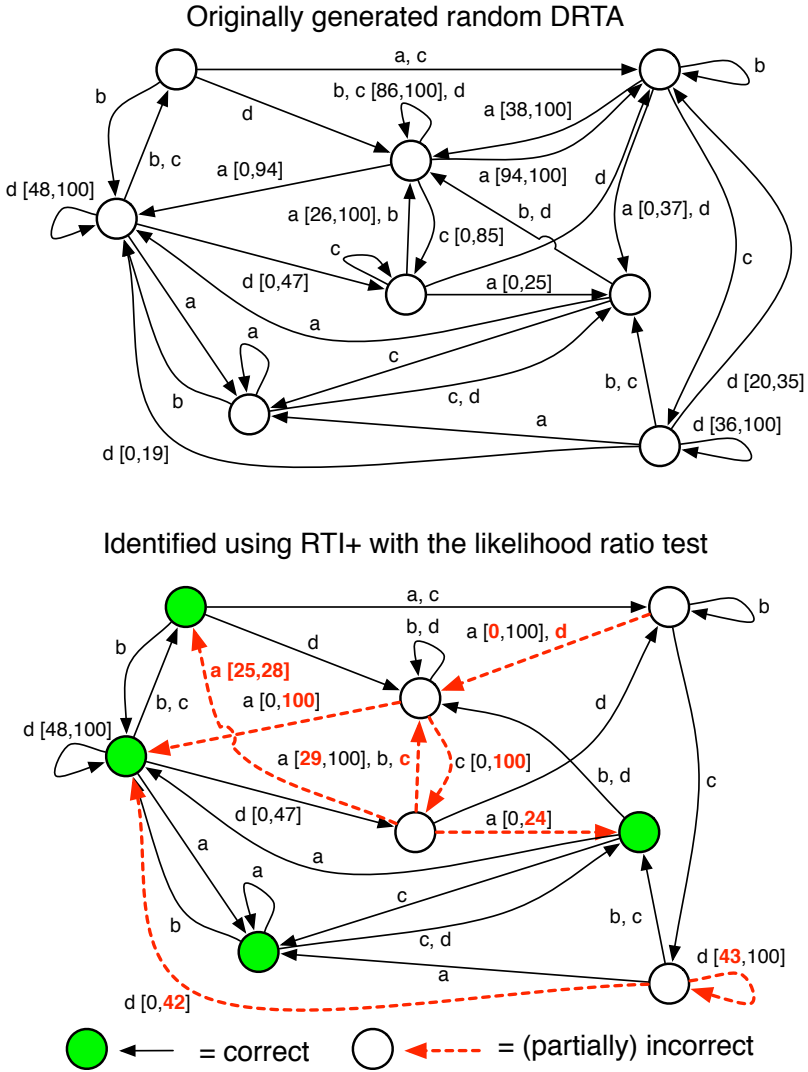 Originally generated random DRTA
a, c
b
b
d
b, c [86,100], d
a [38,100]
b, c
a [0,94]
a [94,100]
d
d [48,100]
a [26,100], b
b, d
a [0,37], d
c [0,85]
c
c
d [0,47]
a [0,25]
a
a
a
c
b
c, d
b, c
d [20,35]
a
d [36,100]
d [0,19]
Identified using RTI+ with the likelihood ratio test
a, c
b
b
d
b, d
a [0,100], d
a [25,28]
b, c
a [0,100]
d
d [48,100]
a [29,100], b, c
c [0,100]
b, d
c
d [0,47]
a [0,24]
a
a
a
c
b
c, d
b, c
a
d [43,100]
d [0,42]
= correct
= (partially) incorrect